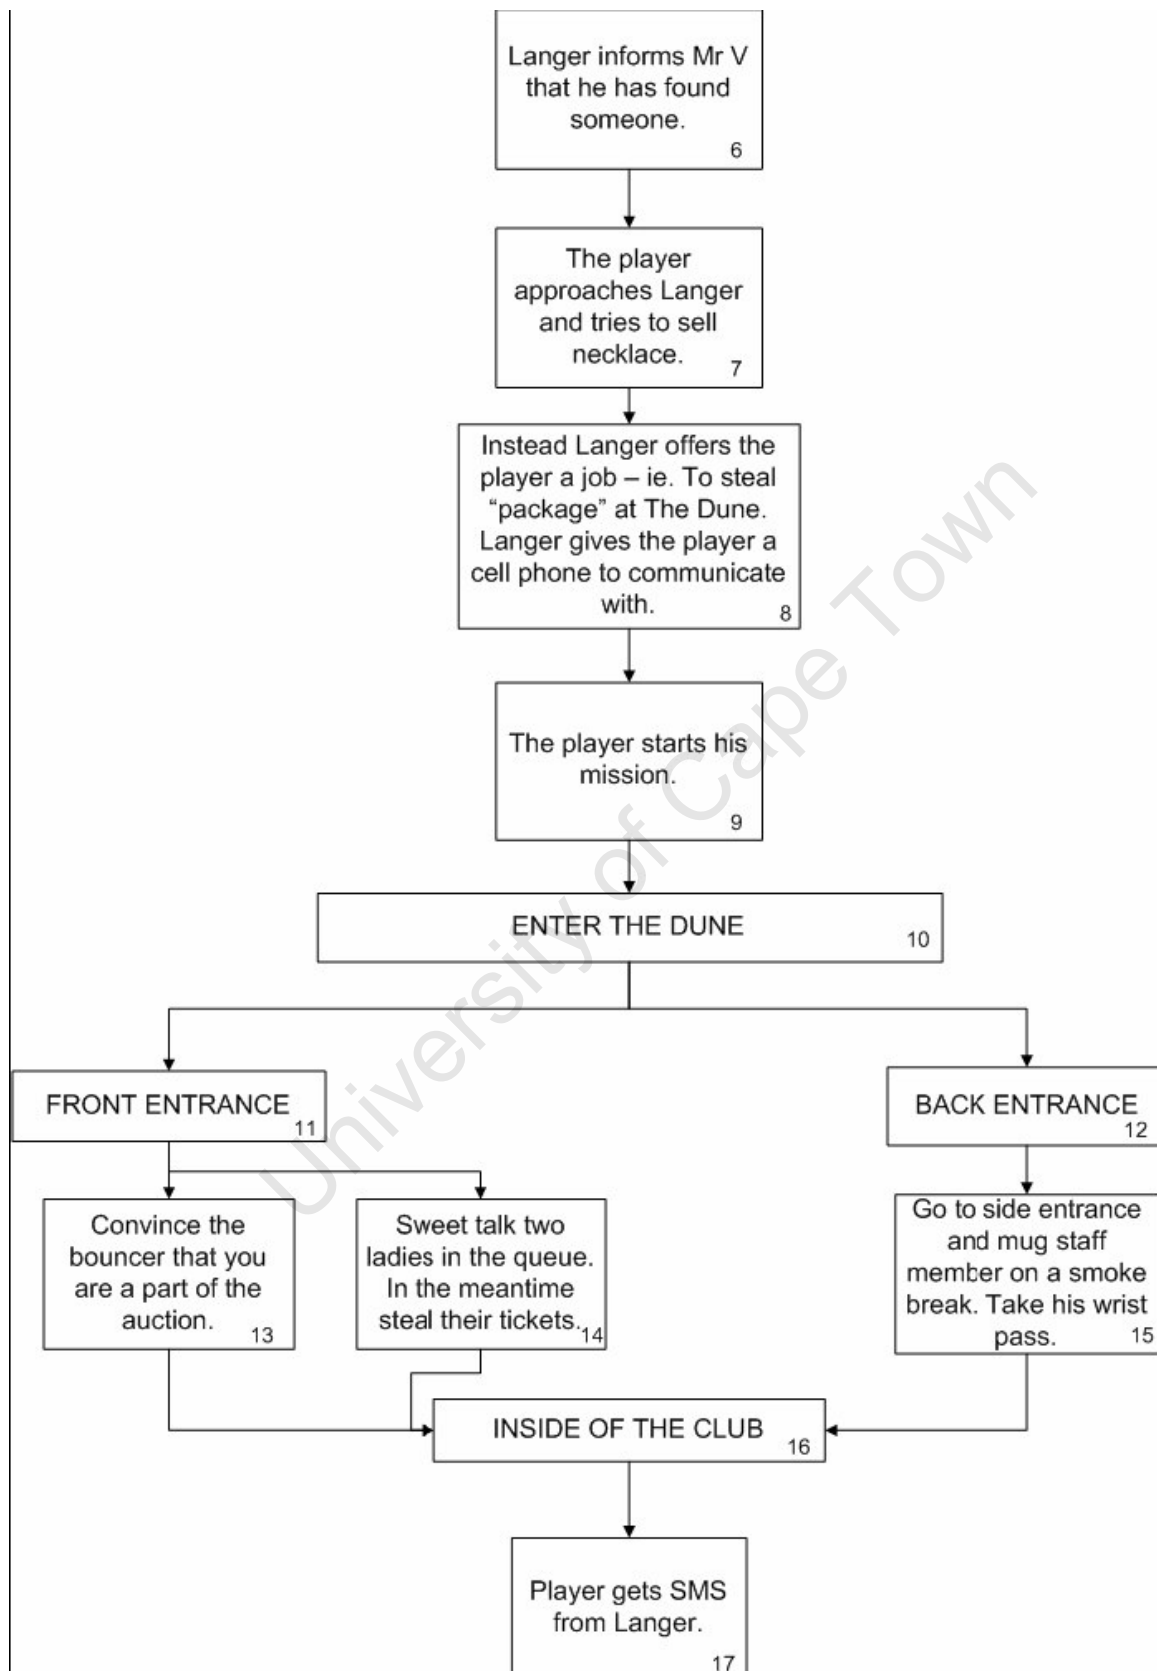 Langer informs Mr V
that he has found
someone.
6
The player
approaches Langer
and tries to sell
necklace.
7
Instead Langer offers the
player a job – ie. To steal
“package” at The Dune.
Langer gives the player a
cell phone to communicate
with.
8
The player starts his
mission.
9
ENTER THE DUNE
10
FRONT ENTRANCE
11
BACK ENTRANCE
12
Convince the
bouncer that you
are a part of the
auction.
13
Sweet talk two
ladies in the queue.
In the meantime
steal their tickets.
14
Go to side entrance
and mug staff
member on a smoke
break. Take his wrist
pass.
15
INSIDE OF THE CLUB
16
Player gets SMS
from Langer.
17
University of Cape Town